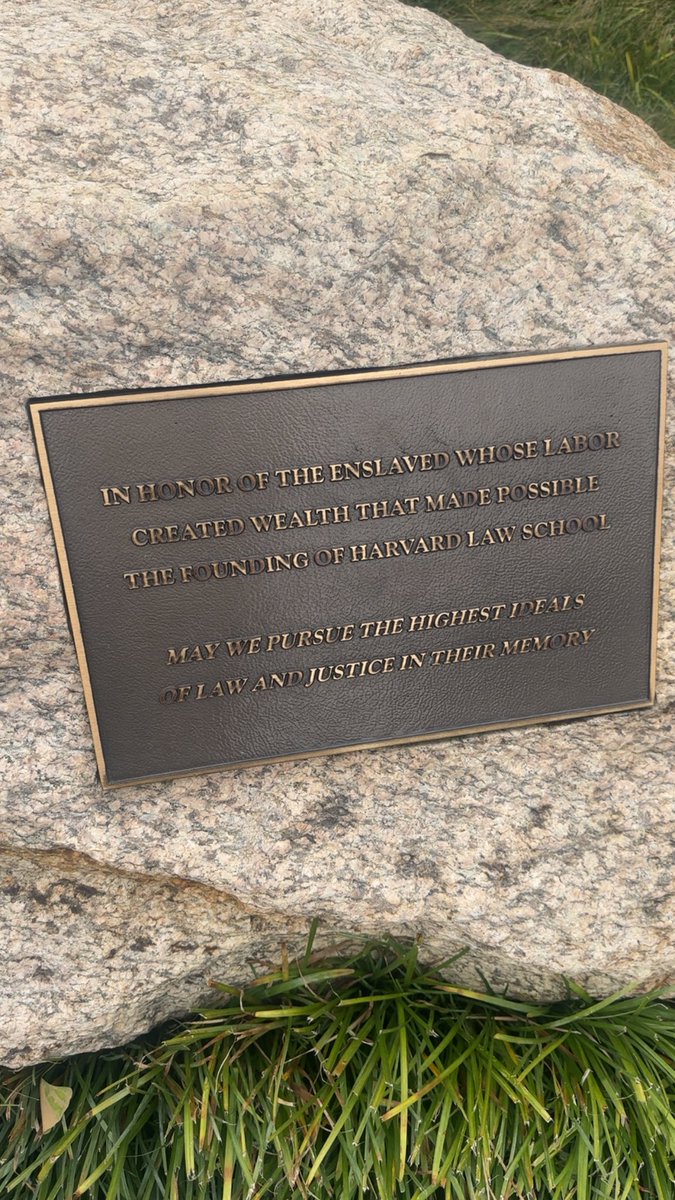 IN HONOR OF THE ENSLAVED WHOSE LABOR
CREATED WEALTH THAT MADE POSSIBLE
THE FOUNDING OF HARVARD LAW SCHOOL
MAY WE PURSUE THE HIGHEST IDEALS
OF LAW AND JUSTICE IN THEIR MEMORY